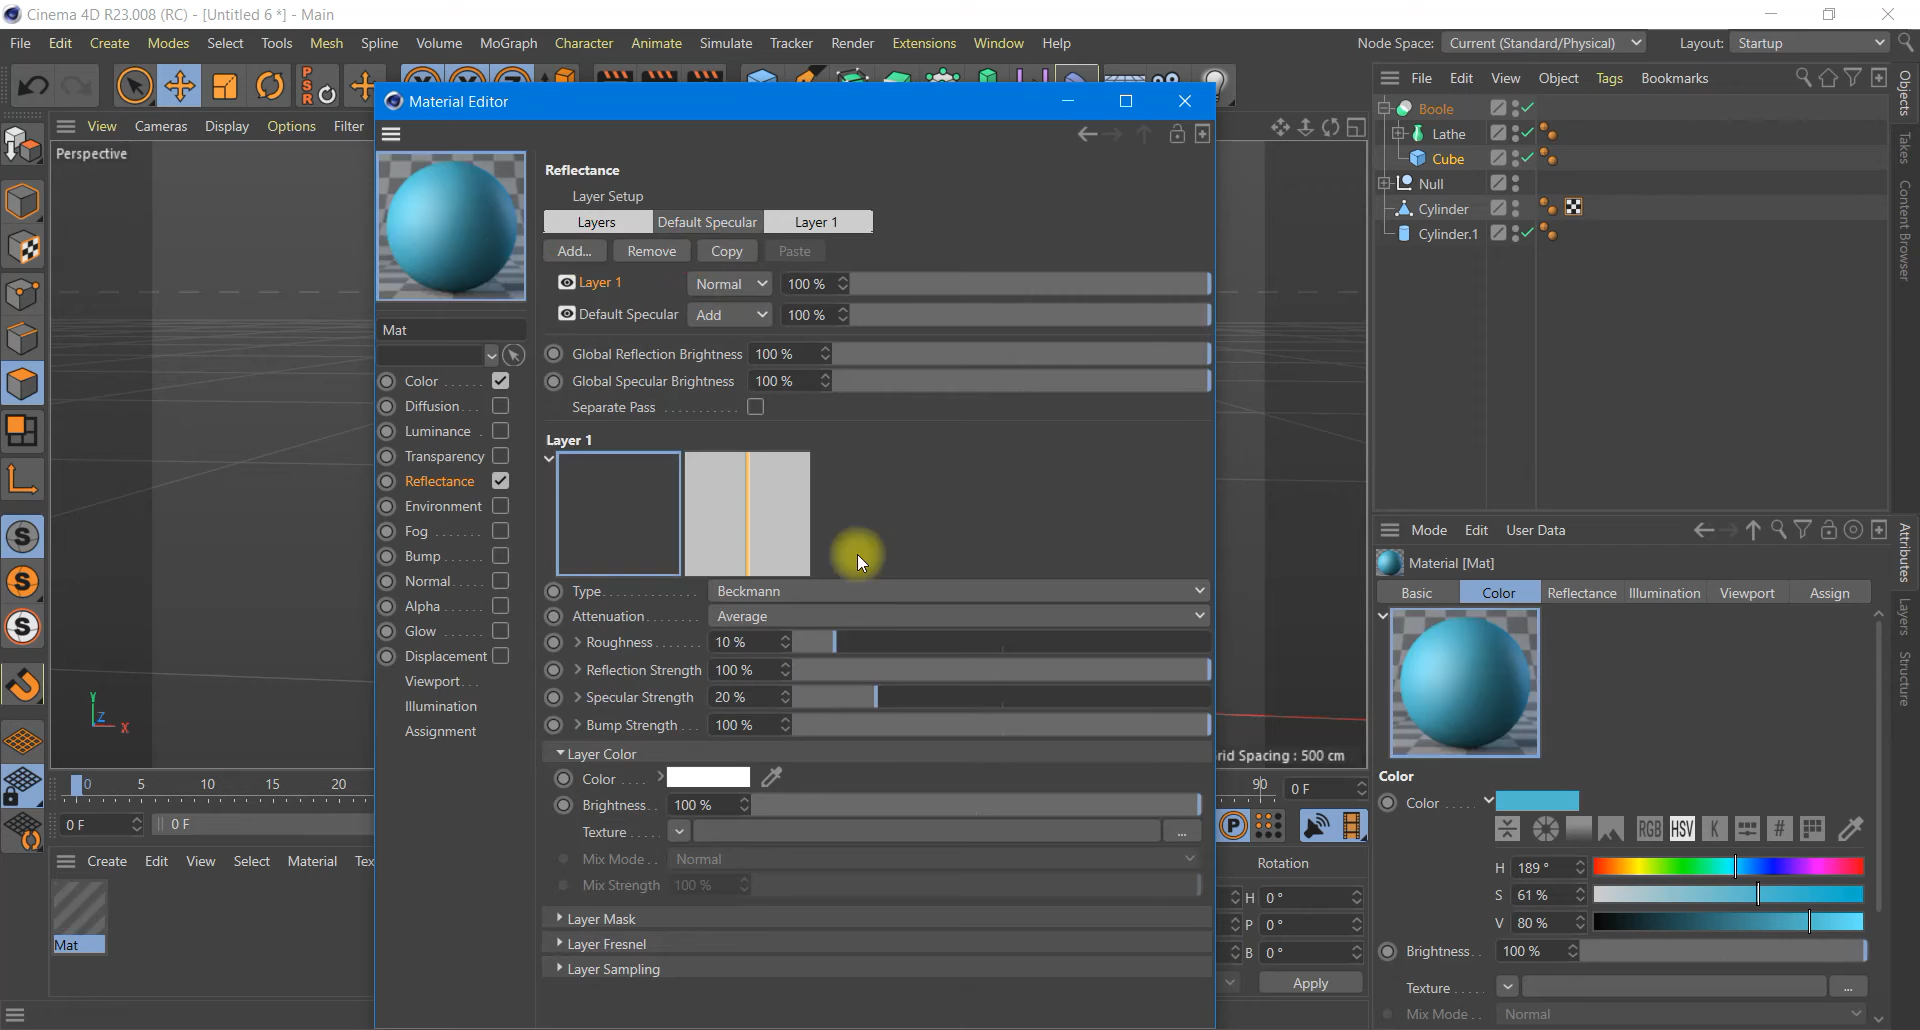 Cinema 4D R23.008 (RC) - [Untitled 6 *] - Main
File Edit Create Modes Select Tools Mesh Spline Volume MoGraph Character Animate Simulate Tracker Render Extensions Window Help
Node Space: Current (Standard/Physical) Layout: Startup
PSR
View Cameras Display Options Filter
Perspective
Y
Z
X
Grid Spacing : 500 cm
Material Editor
Reflectance
Layer Setup
Layers Default Specular Layer 1
Add... Remove Copy Paste
Layer 1 Normal 100 %
Default Specular Add 100 %
Global Reflection Brightness 100 %
Global Specular Brightness 100 %
Separate Pass
Mat
Color
Diffusion
Luminance
Transparency
Reflectance
Environment
Fog
Bump
Normal
Alpha
Glow
Displacement
Viewport
Illumination
Assignment
Layer 1
Type Beckmann
Attenuation Average
Roughness 10 %
Reflection Strength 100 %
Specular Strength 20 %
Bump Strength 100 %
Layer Color
Color
Brightness 100 %
Texture ...
Mix Mode Normal
Mix Strength 100 %
Layer Mask
Layer Fresnel
Layer Sampling
0 5 10 15 20
90 0 F
0 F 0 F
P
Create Edit View Select Material Tex
Mat
Rotation
H 0 °
P 0 °
B 0 °
Apply
File Edit View Object Tags Bookmarks
Boole
Lathe
Cube
Null
Cylinder
Cylinder.1
Objects
Takes
Content Browser
Mode Edit User Data
Material [Mat]
Basic Color Reflectance Illumination Viewport Assign
Color
Color
RGB HSV K #
H 189 °
S 61 %
V 80 %
Brightness 100 %
Texture ...
Mix Mode Normal
Attributes
Layers
Structure